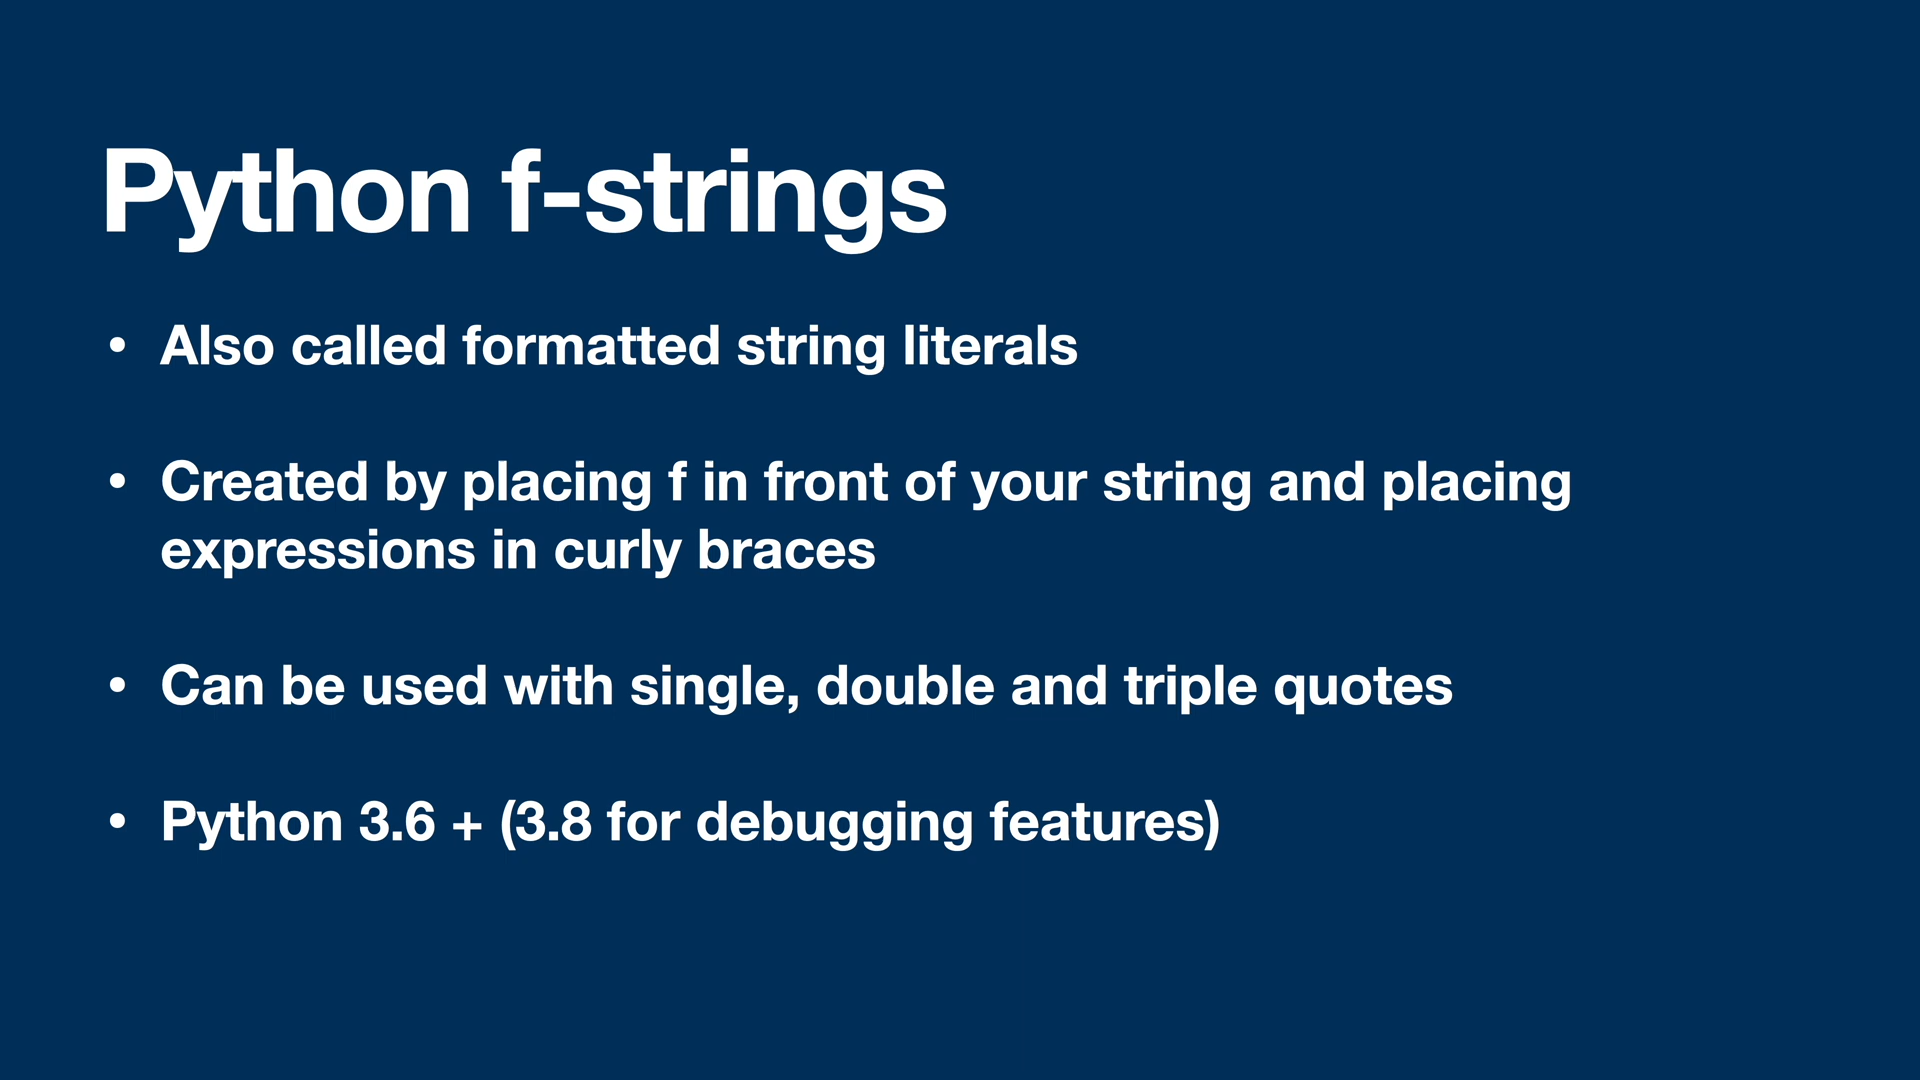 Python f-strings
• Also called formatted string literals
• Created by placing f in front of your string and placing
expressions in curly braces
• Can be used with single, double and triple quotes
• Python 3.6 + (3.8 for debugging features)